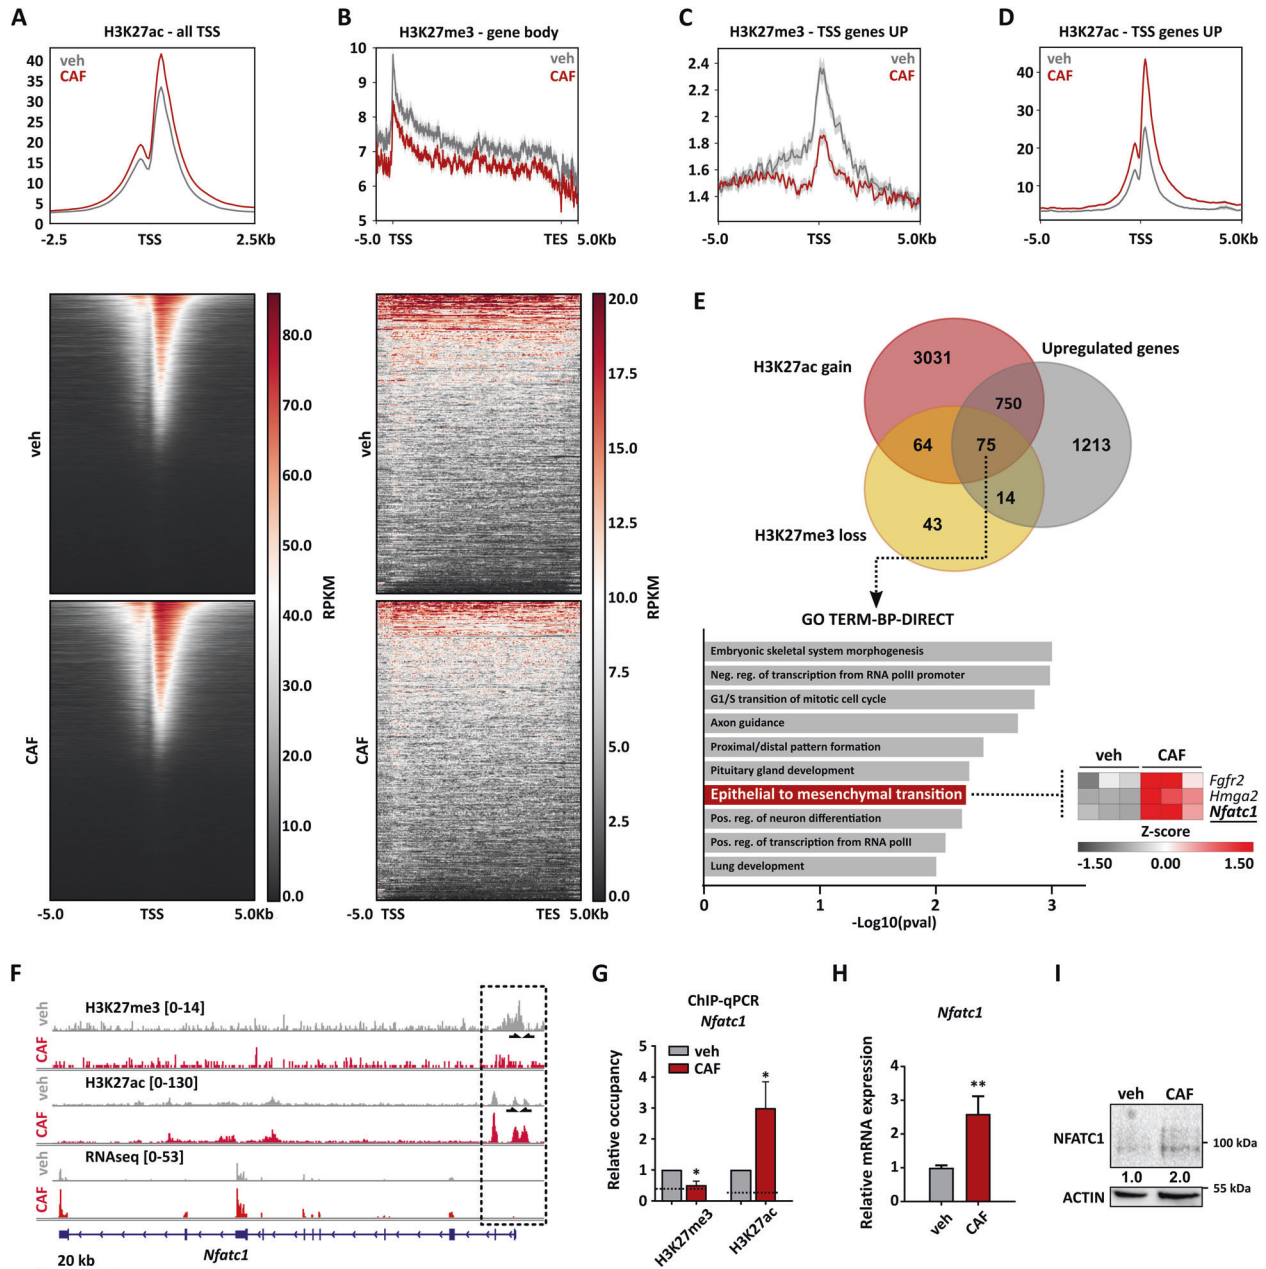 A
H3K27ac - all TSS
veh
CAF
40
35
30
25
20
15
10
5
0
-2.5
TSS
2.5Kb
B
H3K27me3 - gene body
veh
CAF
10
9
8
7
6
5
-5.0
TSS
TES
5.0Kb
C
H3K27me3 - TSS genes UP
veh
CAF
2.4
2.2
2
1.8
1.6
1.4
-5.0
TSS
5.0Kb
D
H3K27ac - TSS genes UP
veh
CAF
40
30
20
10
-5.0
TSS
5.0Kb
veh
CAF
80.0
70.0
60.0
50.0
40.0
30.0
20.0
10.0
0.0
RPKM
-5.0
TSS
5.0Kb
veh
CAF
20.0
17.5
15.0
12.5
10.0
7.5
5.0
2.5
0.0
RPKM
-5.0
TSS
TES
5.0Kb
E
H3K27ac gain
Upregulated genes
H3K27me3 loss
3031
750
64
75
1213
14
43
GO TERM-BP-DIRECT
Embryonic skeletal system morphogenesis
Neg. reg. of transcription from RNA polII promoter
G1/S transition of mitotic cell cycle
Axon guidance
Proximal/distal pattern formation
Pituitary gland development
Epithelial to mesenchymal transition
Pos. reg. of neuron differentiation
Pos. reg. of transcription from RNA polII
Lung development
0
1
2
3
-Log10(pval)
veh
CAF
Fgfr2
Hmga2
Nfatc1
Z-score
-1.50
0.00
1.50
F
veh
H3K27me3 [0-14]
CAF
veh
H3K27ac [0-130]
CAF
veh
RNAseq [0-53]
CAF
Nfatc1
20 kb
G
ChIP-qPCR
Nfatc1
veh
CAF
Relative occupancy
5
4
3
2
1
0
*
*
H3K27me3
H3K27ac
H
Nfatc1
Relative mRNA expression
4
3
2
1
0
**
veh
CAF
I
veh
CAF
NFATC1
100 kDa
1.0
2.0
55 kDa
ACTIN